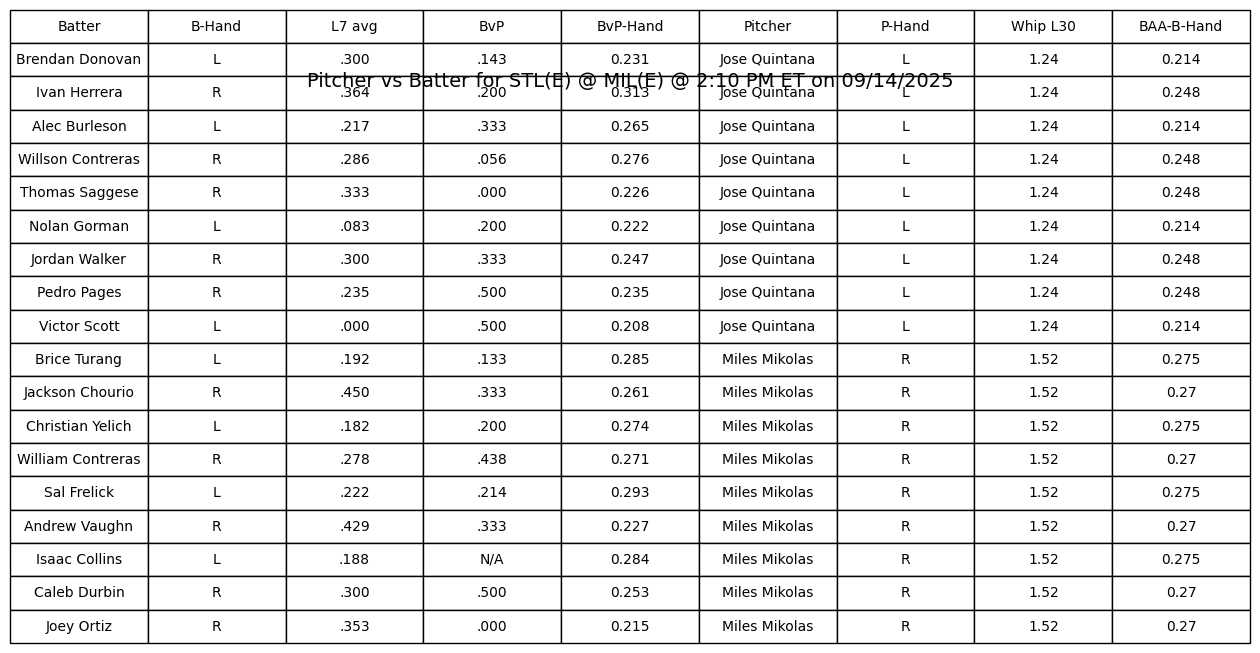 Batter B-Hand L7 avg BvP BvP-Hand Pitcher P-Hand Whip L30 BAA-B-Hand
Brendan Donovan L .300 .143 0.231 Jose Quintana L 1.24 0.214
Pitcher vs Batter for STL(E) @ MIL(E) @ 2:10 PM ET on 09/14/2025
Ivan Herrera R .364 .200 0.313 Jose Quintana L 1.24 0.248
Alec Burleson L .217 .333 0.265 Jose Quintana L 1.24 0.214
Willson Contreras R .286 .056 0.276 Jose Quintana L 1.24 0.248
Thomas Saggese R .333 .000 0.226 Jose Quintana L 1.24 0.248
Nolan Gorman L .083 .200 0.222 Jose Quintana L 1.24 0.214
Jordan Walker R .300 .333 0.247 Jose Quintana L 1.24 0.248
Pedro Pages R .235 .500 0.235 Jose Quintana L 1.24 0.248
Victor Scott L .000 .500 0.208 Jose Quintana L 1.24 0.214
Brice Turang L .192 .133 0.285 Miles Mikolas R 1.52 0.275
Jackson Chourio R .450 .333 0.261 Miles Mikolas R 1.52 0.27
Christian Yelich L .182 .200 0.274 Miles Mikolas R 1.52 0.275
William Contreras R .278 .438 0.271 Miles Mikolas R 1.52 0.27
Sal Frelick L .222 .214 0.293 Miles Mikolas R 1.52 0.275
Andrew Vaughn R .429 .333 0.227 Miles Mikolas R 1.52 0.27
Isaac Collins L .188 N/A 0.284 Miles Mikolas R 1.52 0.275
Caleb Durbin R .300 .500 0.253 Miles Mikolas R 1.52 0.27
Joey Ortiz R .353 .000 0.215 Miles Mikolas R 1.52 0.27